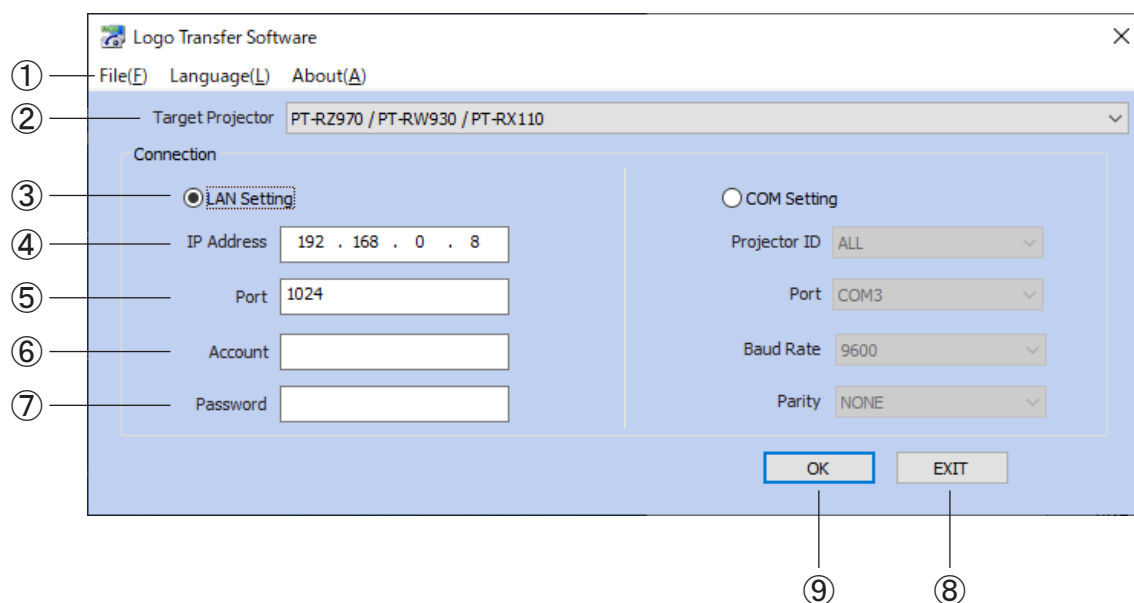 Logo Transfer Software
① File(F) Language(L) About(A)
② Target Projector PT-RZ970 / PT-RW930 / PT-RX110
Connection
③ LAN Setting COM Setting
④ IP Address 192 . 168 . 0 . 8 Projector ID ALL
⑤ Port 1024 Port COM3
⑥ Account Baud Rate 9600
⑦ Password Parity NONE
OK EXIT
⑨ ⑧